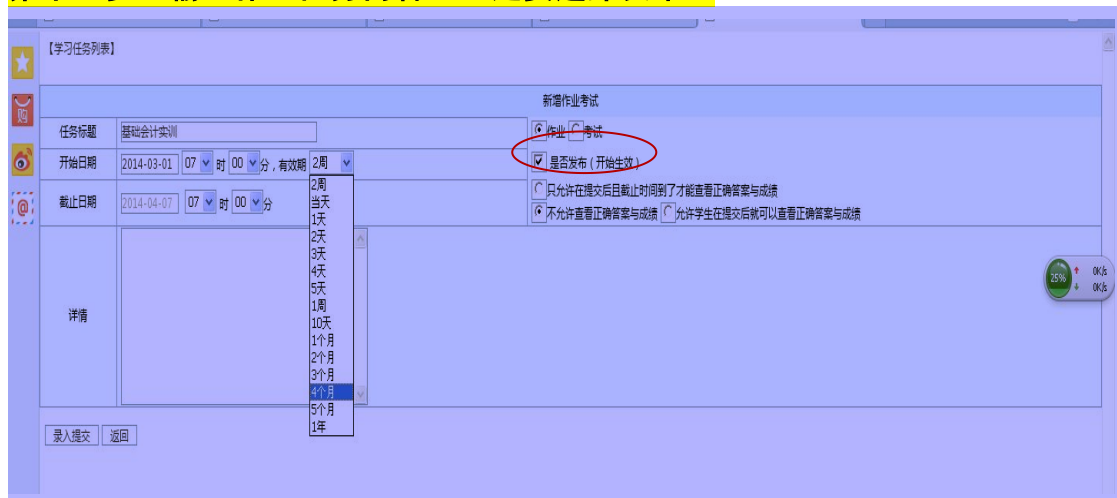 【学习任务列表】
新增作业考试
任务标题 基础会计实训 作业 考试
开始日期 2014-03-01 07 时 00 分，有效期 2周 是否发布（开始生效）
只允许在提交后且截止时间到了才能查看正确答案与成绩
截止日期 2014-04-07 07 时 00 分 不允许查看正确答案与成绩 允许学生在提交后就可以查看正确答案与成绩
2周
当天
1天
2天
3天
4天
5天
1周
10天
1个月
2个月
3个月
4个月
5个月
1年
详情
购
@
25%
0K/s
0K/s
录入提交 返回